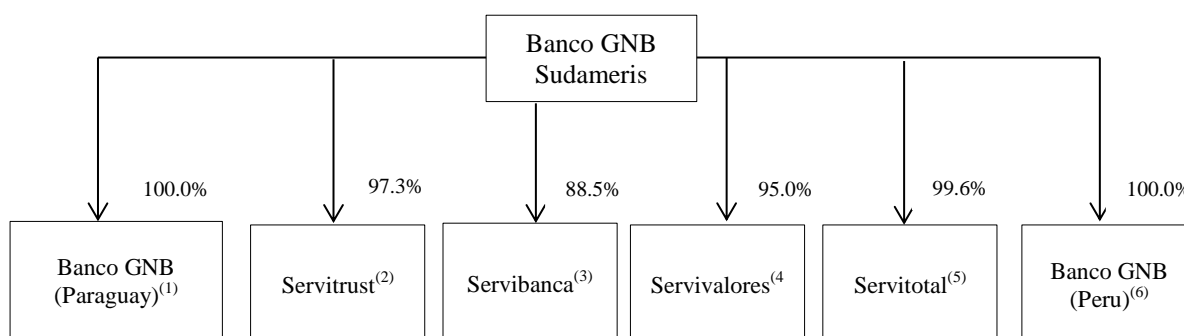 Banco GNB
Sudameris
100.0%
97.3%
88.5%
95.0%
99.6%
100.0%
Banco GNB
(Paraguay)(1)
Servitrust(2)
Servibanca(3)
Servivalores(4
Servitotal(5)
Banco GNB
(Peru)(6)